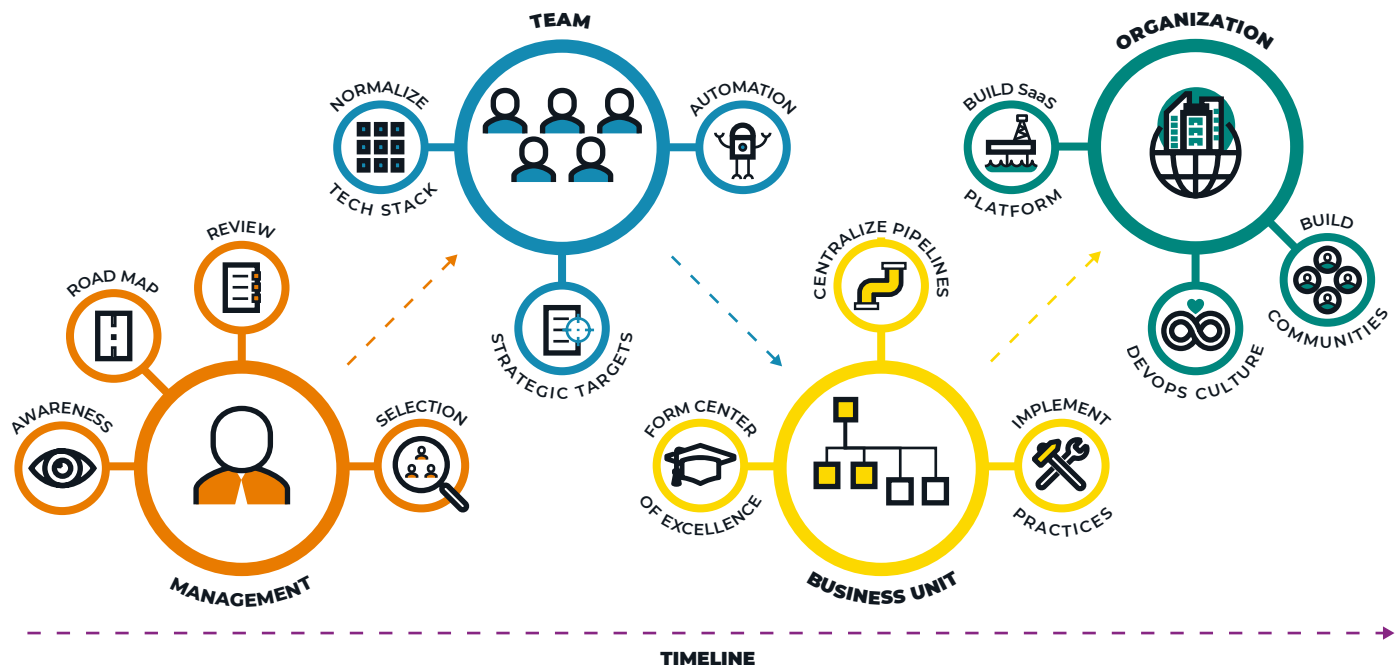 TEAM
NORMALIZE
TECH STACK
AUTOMATION
STRATEGIC TARGETS
ORGANIZATION
BUILD SaaS
PLATFORM
BUILD
COMMUNITIES
DEVOPS CULTURE
REVIEW
ROAD MAP
AWARENESS
SELECTION
MANAGEMENT
CENTRALIZE PIPELINES
FORM CENTER
OF EXCELLENCE
IMPLEMENT
PRACTICES
BUSINESS UNIT
TIMELINE